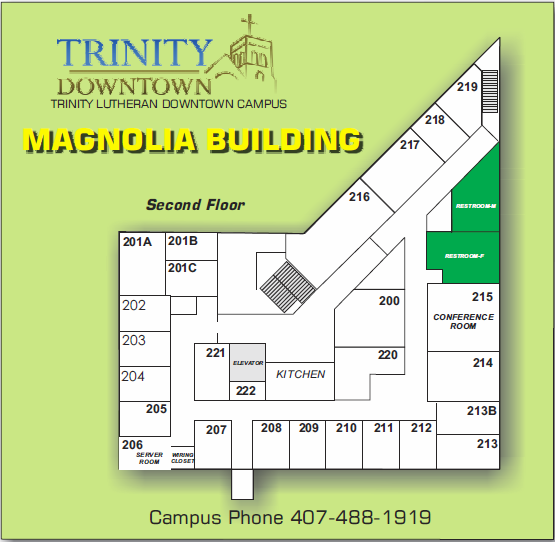 TRINITY
DOWNTOWN
TRINITY LUTHERAN DOWNTOWN CAMPUS
MAGNOLIA BUILDING
Second Floor
219
218
217
216
RESTROOM-M
RESTROOM-F
201A
201B
201C
202
203
204
205
206
SERVER
ROOM
WIRING
CLOSET
221
ELEVATOR
222
KITCHEN
200
220
215
CONFERENCE
ROOM
214
213B
213
207
208
209
210
211
212
Campus Phone 407-488-1919